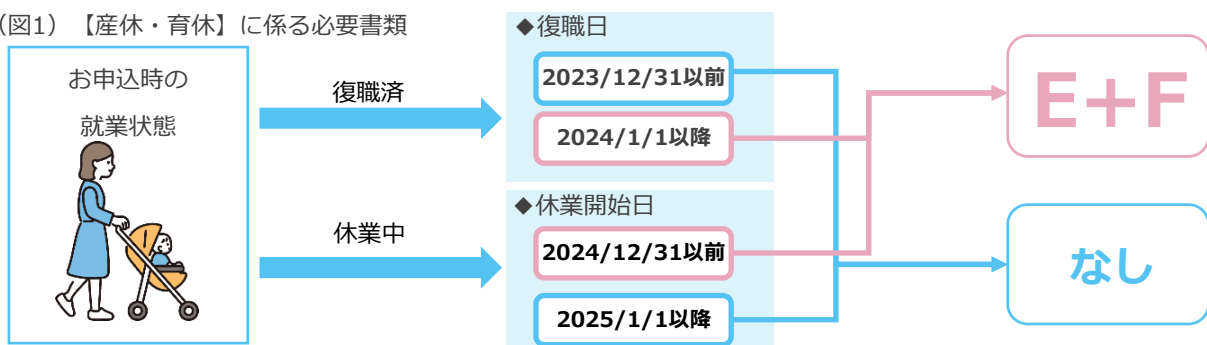 （図1）【産休・育休】に係る必要書類
お申込時の
就業状態
復職済
休業中
◆復職日
2023/12/31以前
2024/1/1以降
◆休業開始日
2024/12/31以前
2025/1/1以降
E+F
なし